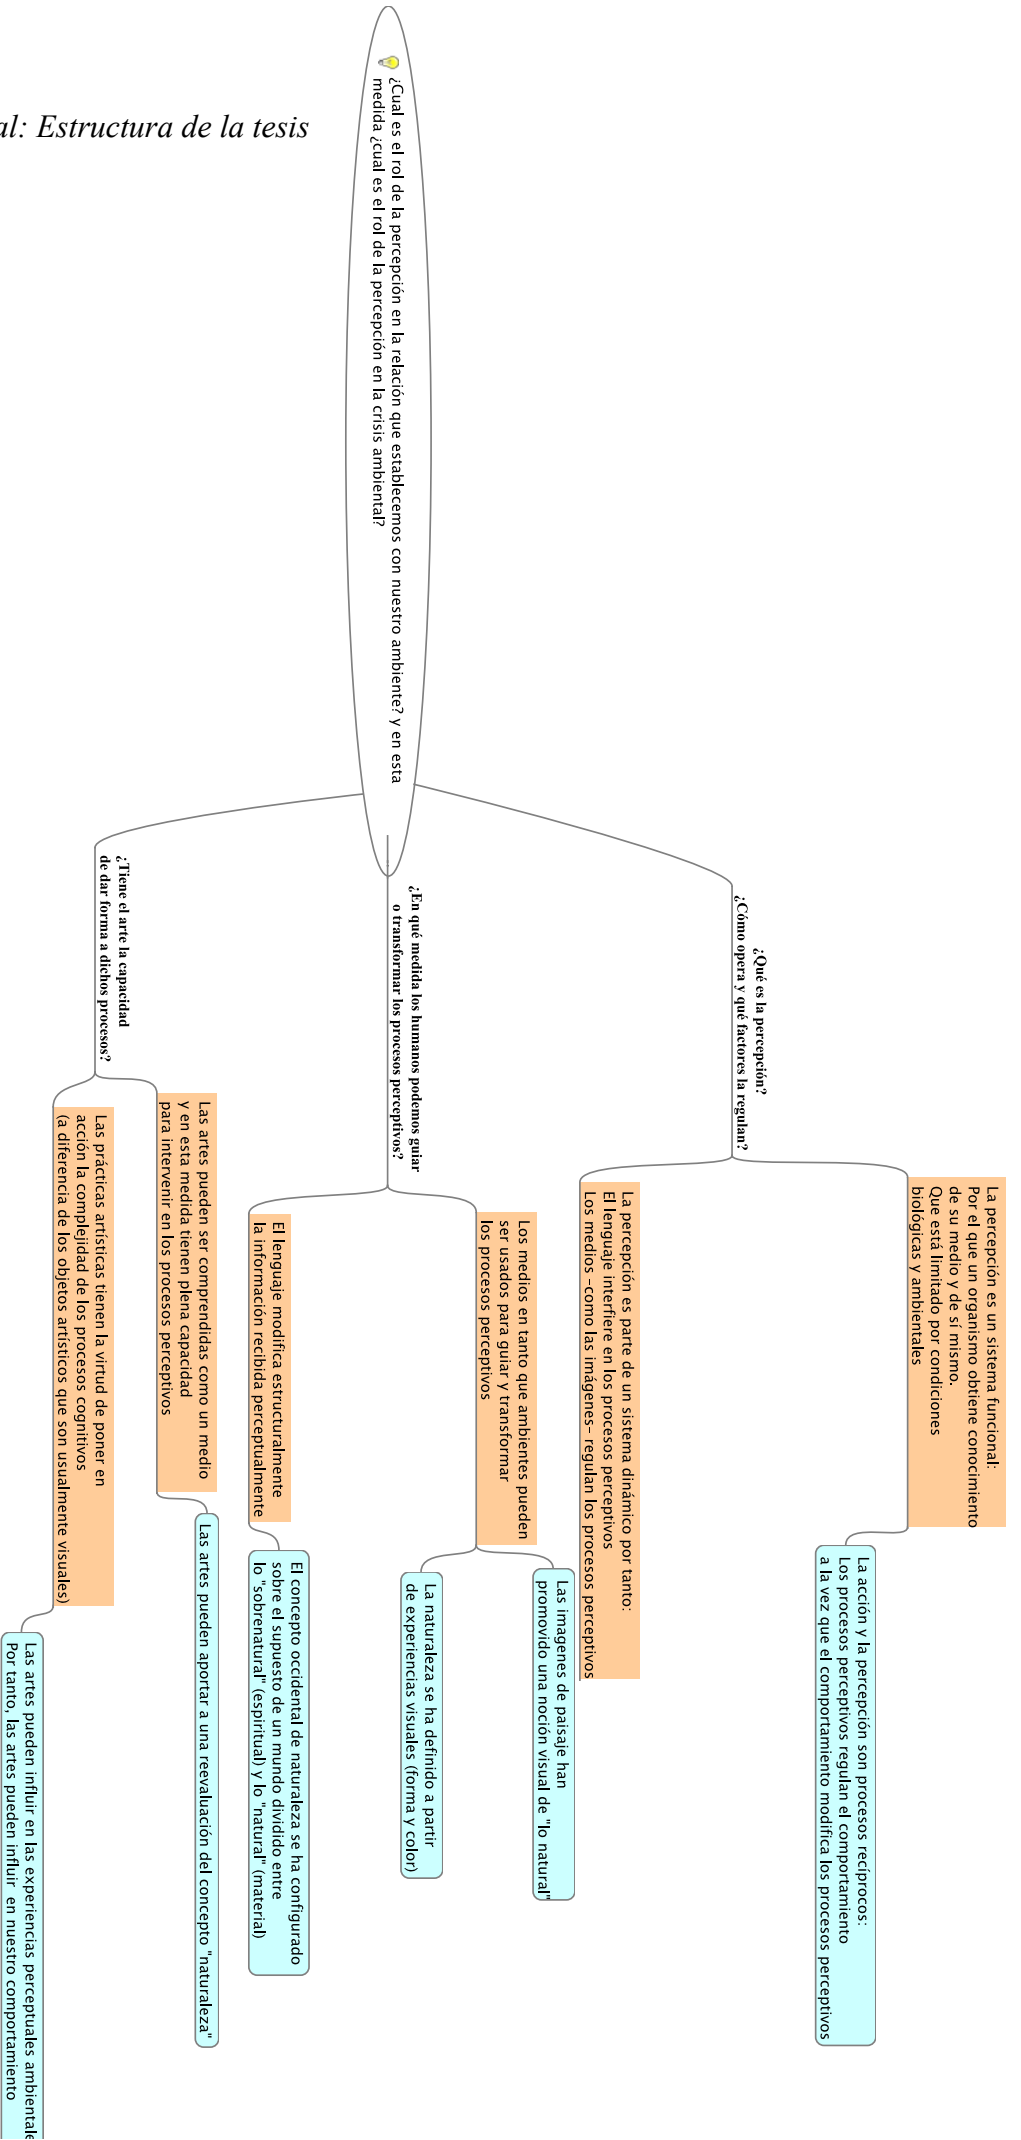 al: Estructura de la tesis
¿Cual es el rol de la percepción en la relación que establecemos con nuestro ambiente? y en esta
medida ¿cual es el rol de la percepción en la crisis ambiental?
¿Qué es la percepción?
¿Cómo opera y qué factores la regulan?
La percepción es un sistema funcional:
Por el que un organismo obtiene conocimiento
de su medio y de sí mismo.
Que está limitado por condiciones
biológicas y ambientales
La acción y la percepción son procesos recíprocos:
Los procesos perceptivos regulan el comportamiento
a la vez que el comportamiento modifica los procesos perceptivos
La percepción es parte de un sistema dinámico por tanto:
El lenguaje interfiere en los procesos perceptivos
Los medios -como las imágenes- regulan los procesos perceptivos
¿En qué medida los humanos podemos guiar
o transformar los procesos perceptivos?
Los medios en tanto que ambientes pueden
ser usados para guiar y transformar
los procesos perceptivos
Las imagenes de paisaje han
promovido una noción visual de "lo natural"
La naturaleza se ha definido a partir
de experiencias visuales (forma y color)
El lenguaje modifica estructuralmente
la información recibida perceptualmente
El concepto occidental de naturaleza se ha configurado
sobre el supuesto de un mundo dividido entre
lo "sobrenatural" (espiritual) y lo "natural" (material)
¿Tiene el arte la capacidad
de dar forma a dichos procesos?
Las artes pueden ser comprendidas como un medio
y en esta medida tienen plena capacidad
para intervenir en los procesos perceptivos
Las artes pueden aportar a una reevaluación del concepto "naturaleza"
Las prácticas artísticas tienen la virtud de poner en
acción la complejidad de los procesos cognitivos
(a diferencia de los objetos artísticos que son usualmente visuales)
Las artes pueden influir en las experiencias perceptuales ambientale
Por tanto, las artes pueden influir  en nuestro comportamiento